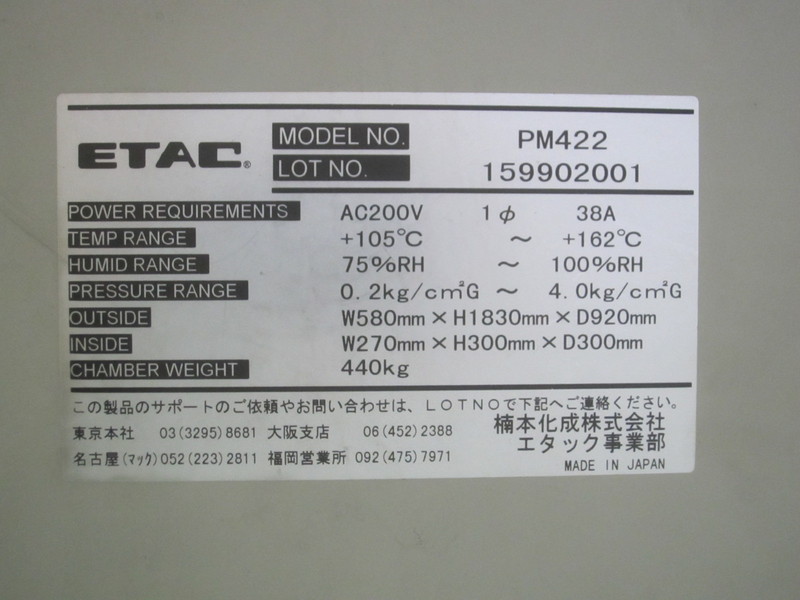 ETAC® MODEL NO. PM422
LOT NO. 159902001
POWER REQUIREMENTS AC200V 1φ 38A
TEMP RANGE +105℃ ~ +162℃
HUMID RANGE 75%RH ~ 100%RH
PRESSURE RANGE 0.2kg/c㎡G ~ 4.0kg/c㎡G
OUTSIDE W580mm×H1830mm×D920mm
INSIDE W270mm×H300mm×D300mm
CHAMBER WEIGHT 440kg
この製品のサポートのご依頼やお問い合わせは、ＬＯＴＮＯで下記へご連絡ください。
東京本社 03(3295)8681 大阪支店 06(452)2388 楠本化成株式会社
エタック事業部
名古屋(ﾏｯｸ)052(223)2811 福岡営業所 092(475)7971 MADE IN JAPAN